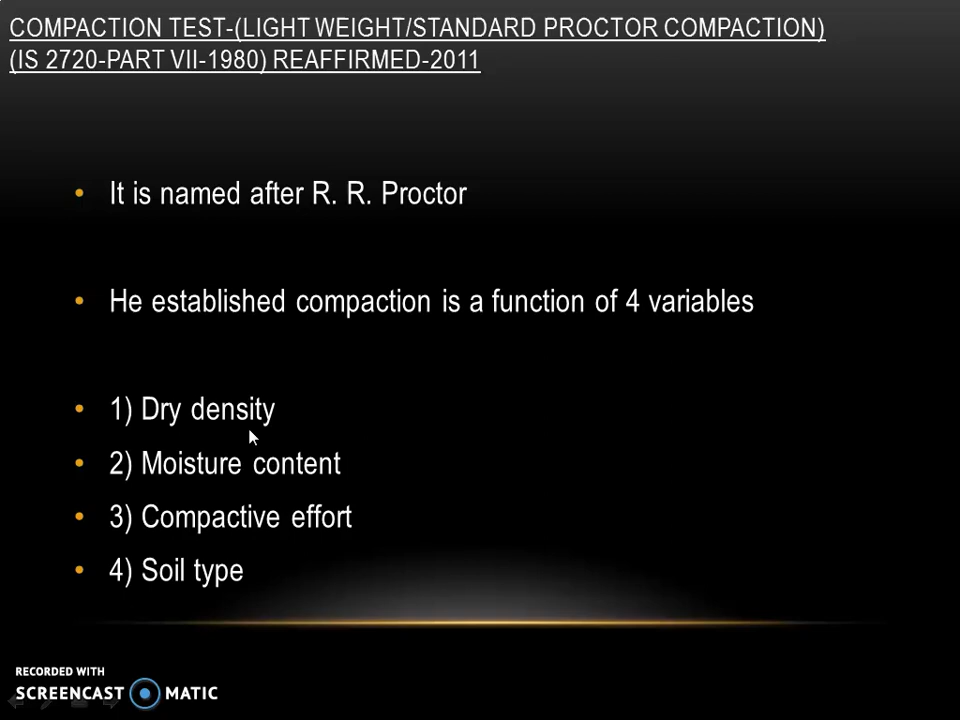 COMPACTION TEST-(LIGHT WEIGHT/STANDARD PROCTOR COMPACTION)
(IS 2720-PART VII-1980) REAFFIRMED-2011
• It is named after R. R. Proctor
• He established compaction is a function of 4 variables
• 1) Dry density
• 2) Moisture content
• 3) Compactive effort
• 4) Soil type
RECORDED WITH
SCREENCAST MATIC